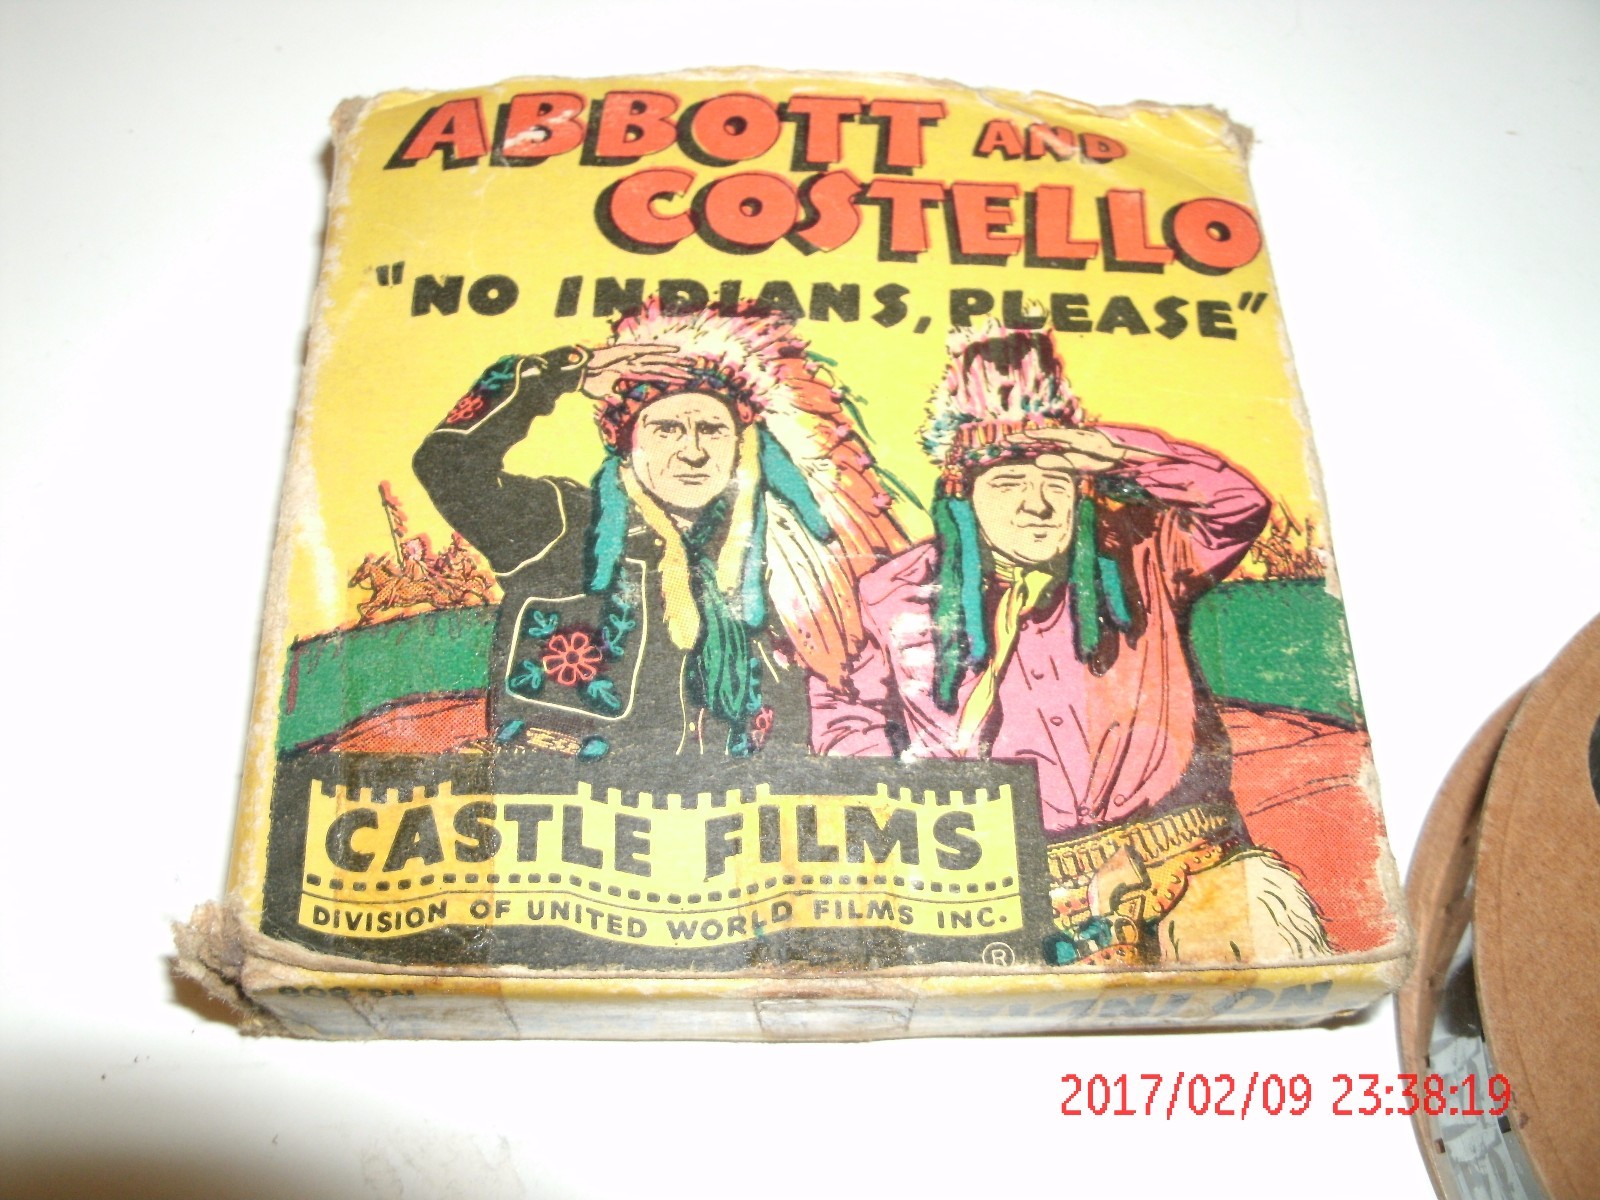 ABBOTT AND
COSTELLO
"NO INDIANS, PLEASE"
CASTLE FILMS
DIVISION OF UNITED WORLD FILMS INC.
®
2017/02/09 23:38:19